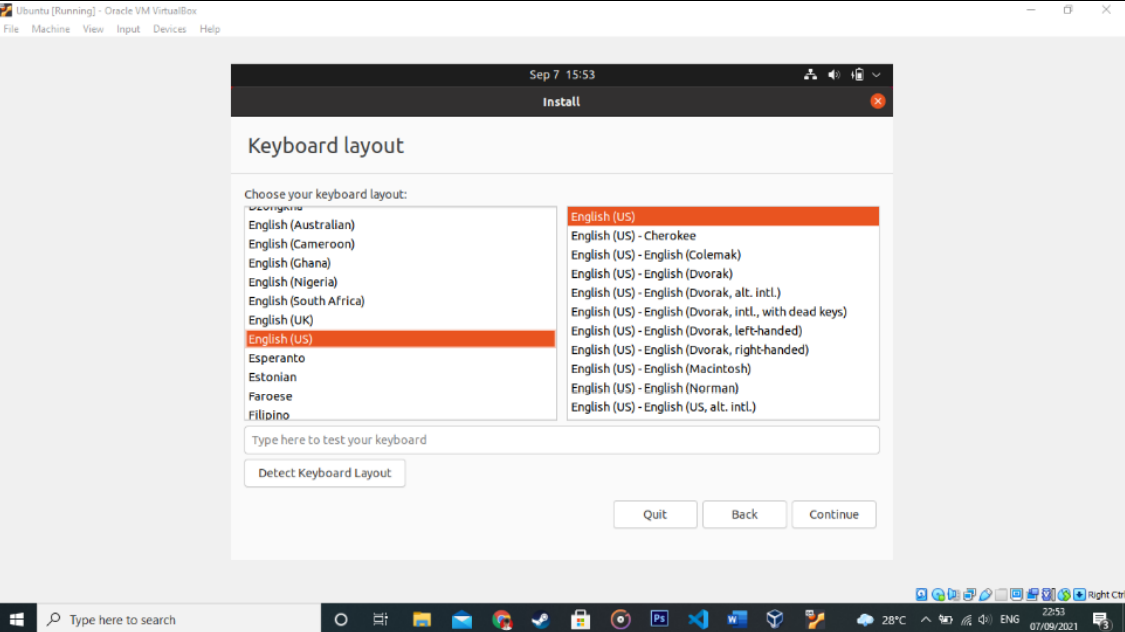 Ubuntu [Running] - Oracle VM VirtualBox
File Machine View Input Devices Help
Sep 7 15:53
Install
Keyboard layout
Choose your keyboard layout:
Dzongkha
English (Australian)
English (Cameroon)
English (Ghana)
English (Nigeria)
English (South Africa)
English (UK)
English (US)
Esperanto
Estonian
Faroese
Filipino
English (US)
English (US) - Cherokee
English (US) - English (Colemak)
English (US) - English (Dvorak)
English (US) - English (Dvorak, alt. intl.)
English (US) - English (Dvorak, intl., with dead keys)
English (US) - English (Dvorak, left-handed)
English (US) - English (Dvorak, right-handed)
English (US) - English (Macintosh)
English (US) - English (Norman)
English (US) - English (US, alt. intl.)
Type here to test your keyboard
Detect Keyboard Layout
Quit Back Continue
Right Ctrl
Type here to search
Ps
28°C
ENG
22:53
07/09/2021
3